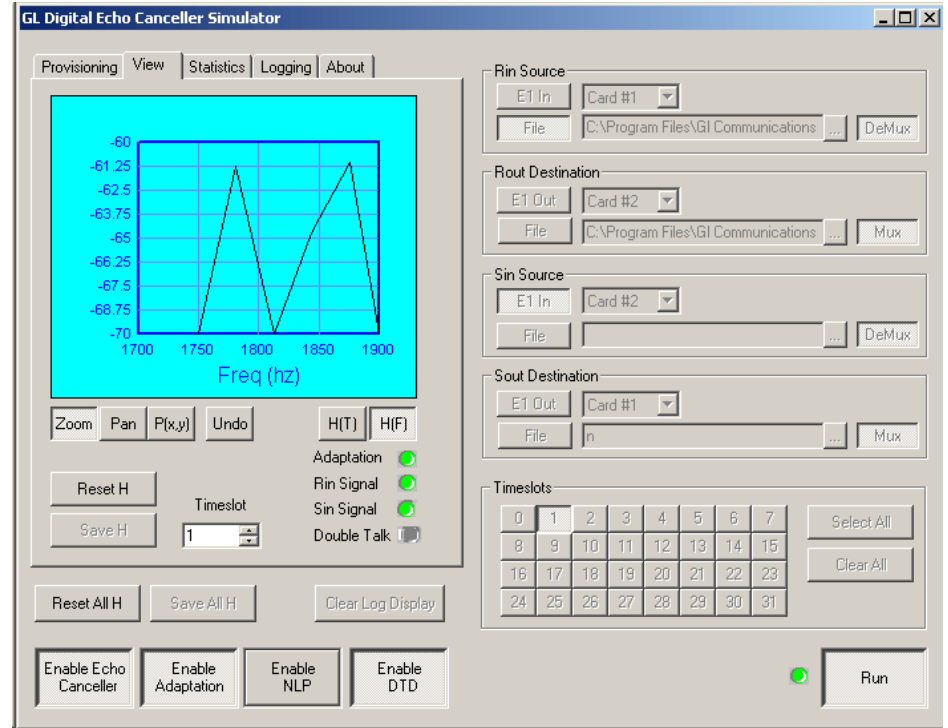 GL Digital Echo Canceller Simulator
Provisioning View Statistics Logging About
-60
-61.25
-62.5
-63.75
-65
-66.25
-67.5
-68.75
-70
1700 1750 1800 1850 1900
Freq (hz)
Zoom Pan P(x,y) Undo H(T) H(F)
Adaptation
Rin Signal
Sin Signal
Double Talk
Reset H
Save H
Timeslot
1
Reset All H Save All H Clear Log Display
Enable Echo Canceller
Enable Adaptation
Enable NLP
Enable DTD
Rin Source
E1 In Card #1
File C:\Program Files\Gl Communications ... DeMux
Rout Destination
E1 Out Card #2
File C:\Program Files\Gl Communications ... Mux
Sin Source
E1 In Card #2
File ... DeMux
Sout Destination
E1 Out Card #1
File n ... Mux
Timeslots
0 1 2 3 4 5 6 7
8 9 10 11 12 13 14 15
16 17 18 19 20 21 22 23
24 25 26 27 28 29 30 31
Select All
Clear All
Run